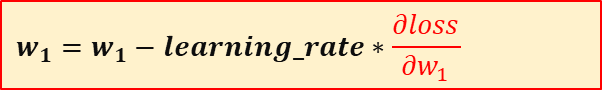 w₁ = w₁ − learning_rate * ∂loss/∂w₁